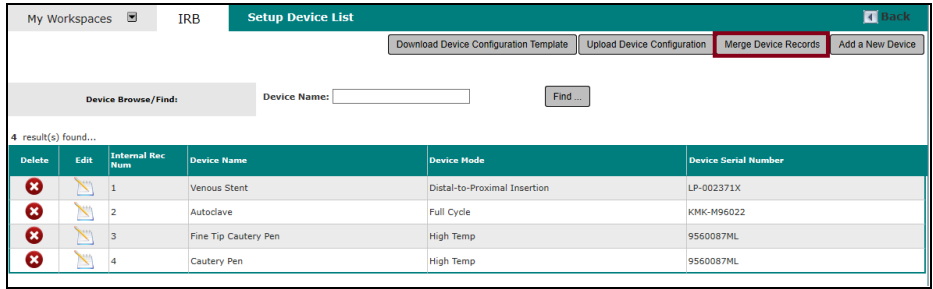 My Workspaces IRB Setup Device List Back
Download Device Configuration Template Upload Device Configuration Merge Device Records Add a New Device
Device Browse/Find: Device Name: Find ...
4 result(s) found...
Delete Edit Internal Rec Num Device Name Device Mode Device Serial Number
1 Venous Stent Distal-to-Proximal Insertion LP-002371X
2 Autoclave Full Cycle KMK-M96022
3 Fine Tip Cautery Pen High Temp 9560087ML
4 Cautery Pen High Temp 9560087ML